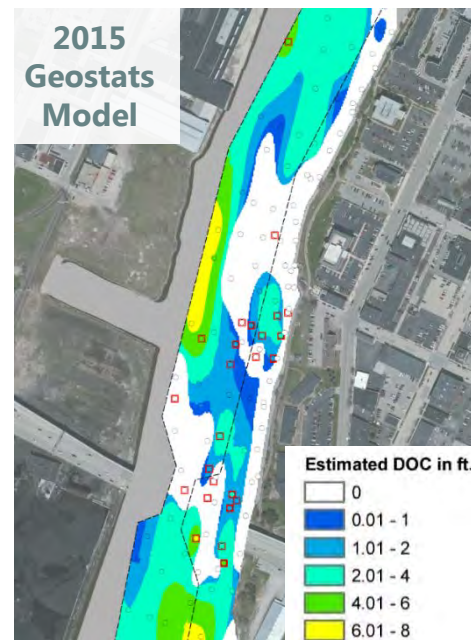 2015
Geostats
Model
Estimated DOC in ft.
0
0.01 - 1
1.01 - 2
2.01 - 4
4.01 - 6
6.01 - 8